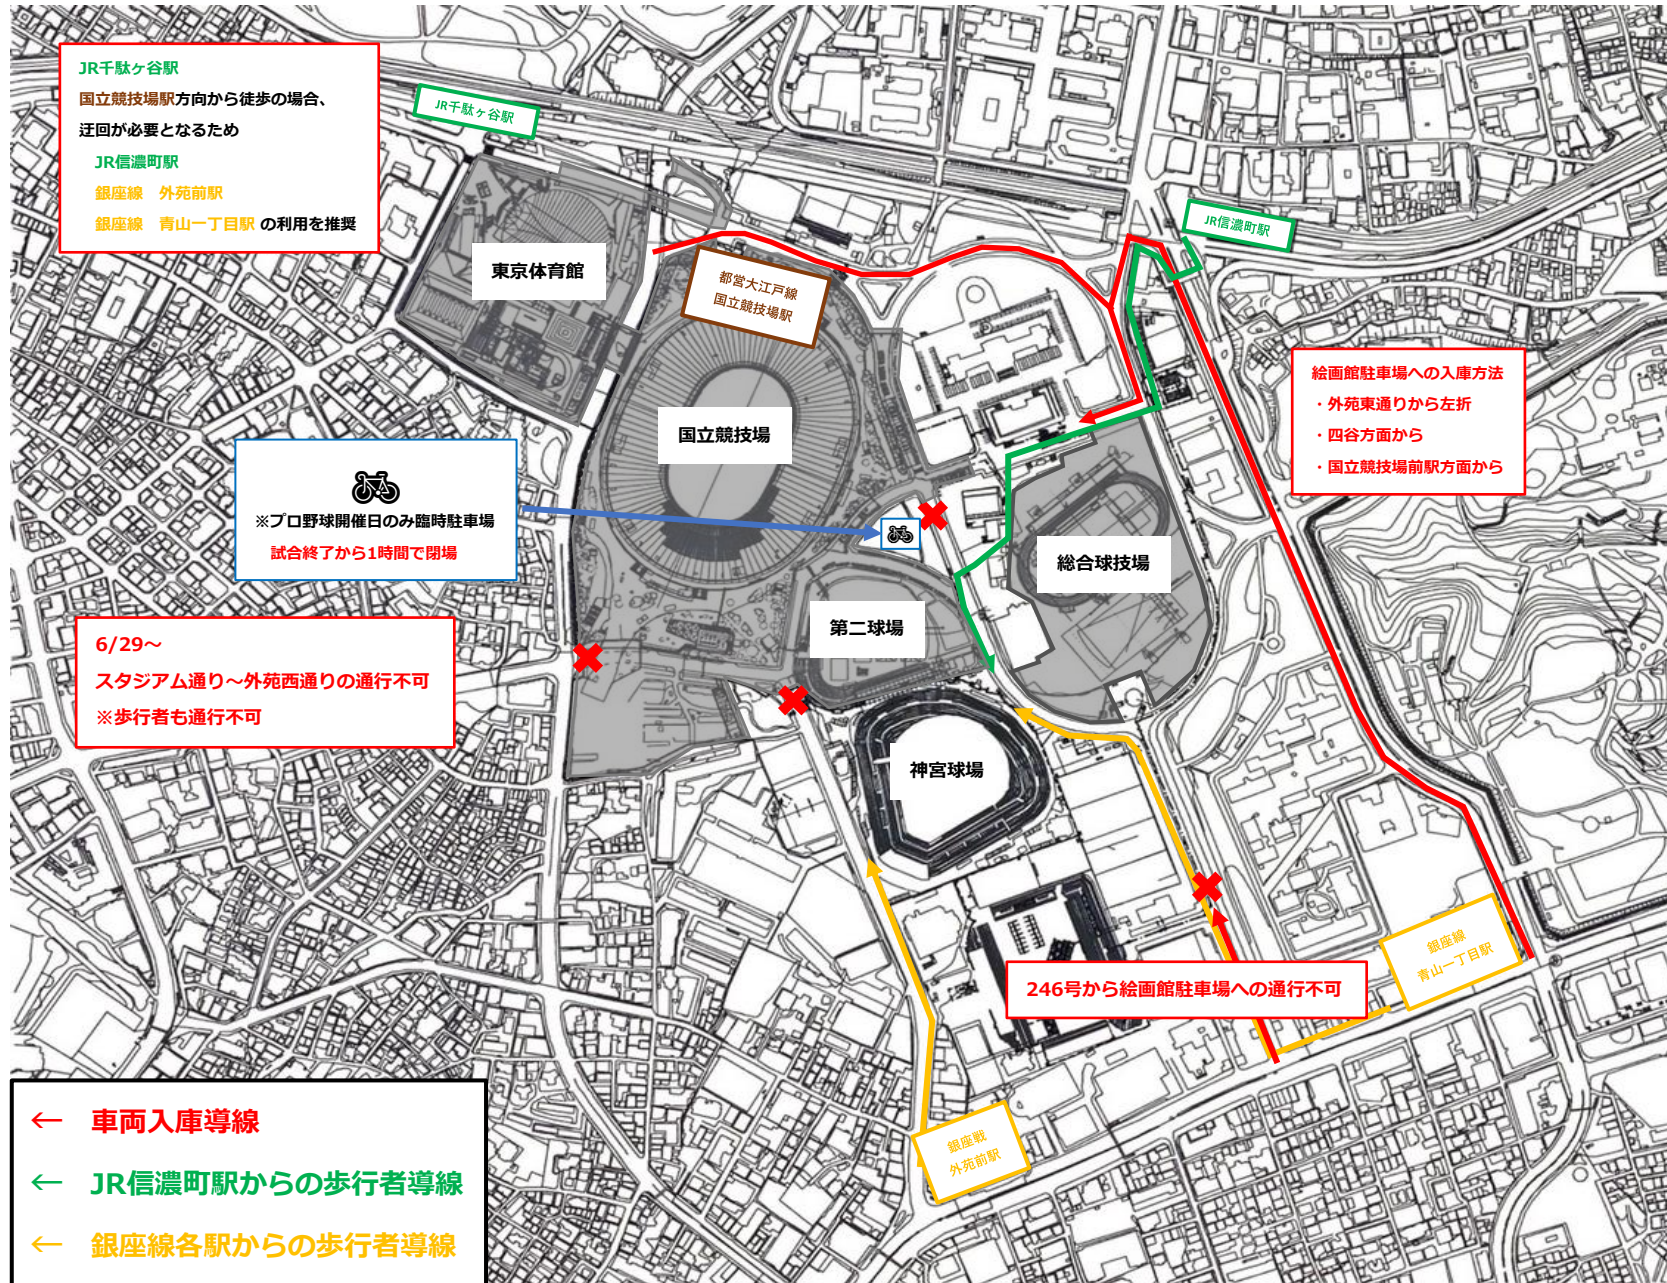 JR千駄ヶ谷駅
国立競技場駅方向から徒歩の場合、
迂回が必要となるため
JR信濃町駅
銀座線　外苑前駅
銀座線　青山一丁目駅 の利用を推奨
JR千駄ヶ谷駅
JR信濃町駅
東京体育館
都営大江戸線
国立競技場駅
絵画館駐車場への入庫方法
・外苑東通りから左折
・四谷方面から
・国立競技場前駅方面から
国立競技場
※プロ野球開催日のみ臨時駐車場
試合終了から1時間で閉場
総合球技場
第二球場
6/29～
スタジアム通り～外苑西通りの通行不可
※歩行者も通行不可
神宮球場
銀座線
青山一丁目駅
246号から絵画館駐車場への通行不可
銀座戦
外苑前駅
← 車両入庫導線
← JR信濃町駅からの歩行者導線
← 銀座線各駅からの歩行者導線